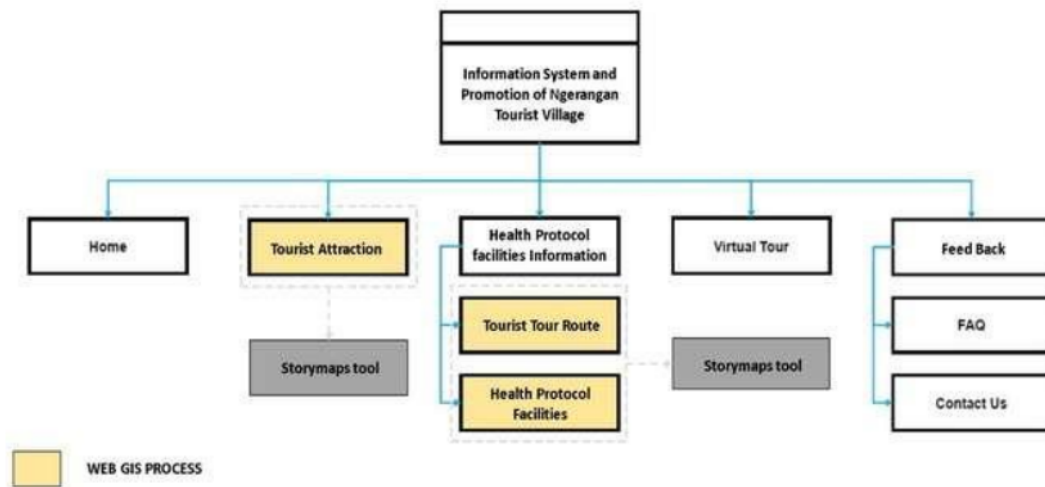 Information System and
Promotion of Ngerangan
Tourist Village
Home
Tourist Attraction
Health Protocol
facilities Information
Virtual Tour
Feed Back
Tourist Tour Route
FAQ
Storymaps tool
Storymaps tool
Health Protocol
Facilities
Contact Us
WEB GIS PROCESS